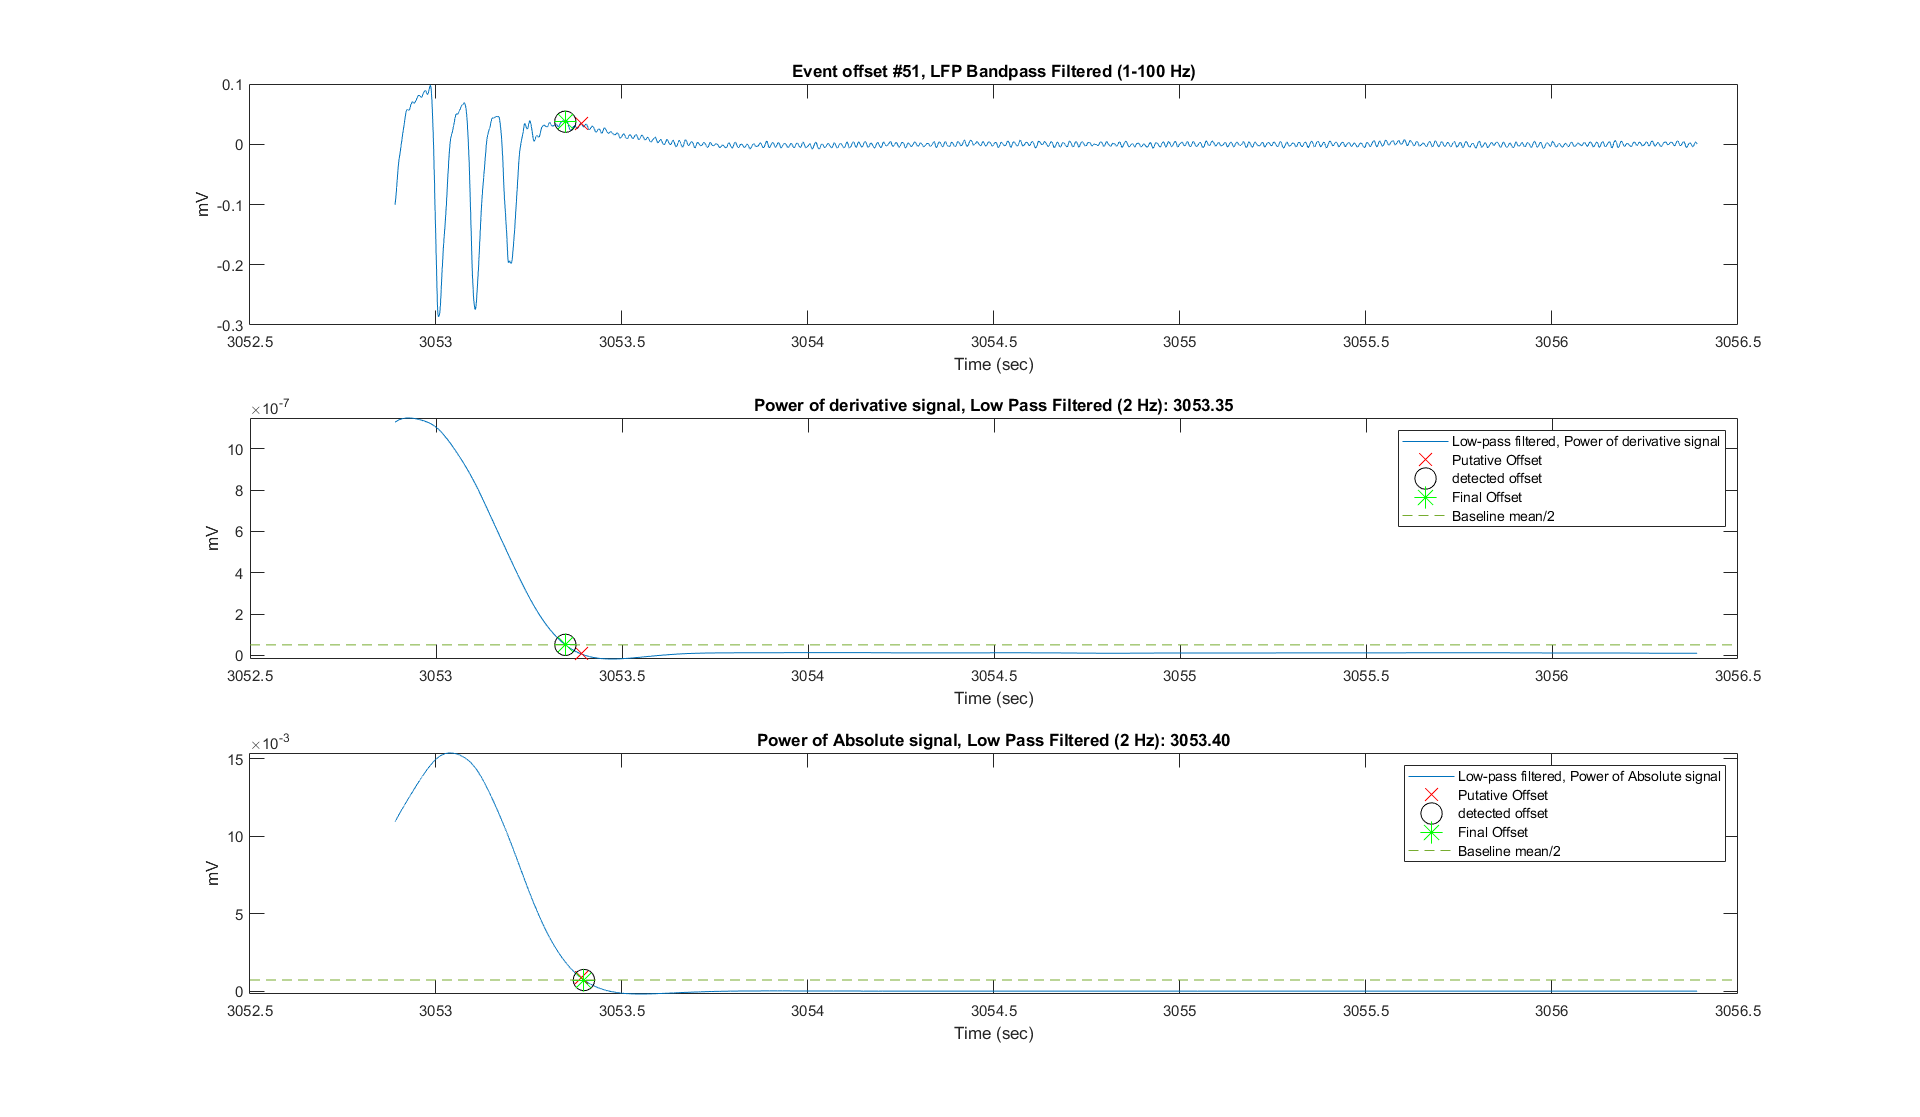 Event offset #51, LFP Bandpass Filtered (1-100 Hz)
0.1
0
-0.1
-0.2
-0.3
mV
3052.5 3053 3053.5 3054 3054.5 3055 3055.5 3056 3056.5
Time (sec)
Power of derivative signal, Low Pass Filtered (2 Hz): 3053.35
×10^-7
10
8
6
4
2
0
mV
Low-pass filtered, Power of derivative signal
Putative Offset
detected offset
Final Offset
Baseline mean/2
3052.5 3053 3053.5 3054 3054.5 3055 3055.5 3056 3056.5
Time (sec)
Power of Absolute signal, Low Pass Filtered (2 Hz): 3053.40
×10^-3
15
10
5
0
mV
Low-pass filtered, Power of Absolute signal
Putative Offset
detected offset
Final Offset
Baseline mean/2
3052.5 3053 3053.5 3054 3054.5 3055 3055.5 3056 3056.5
Time (sec)